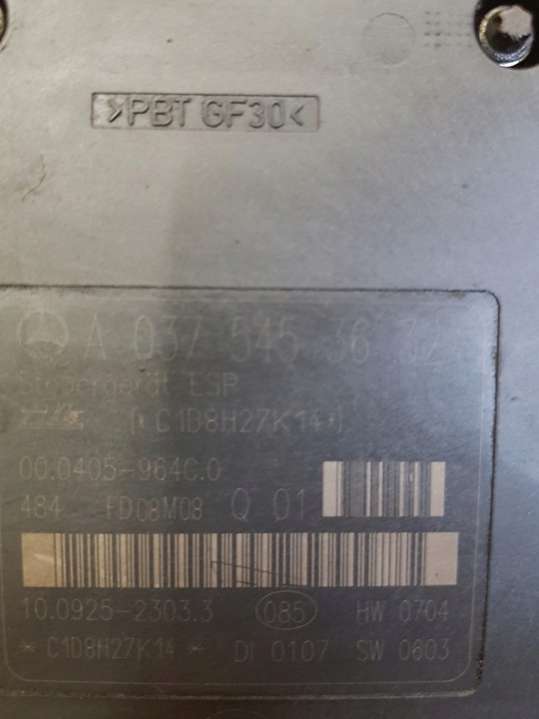 >PBT GF30<
A 037 545 36 32
Steuergerät ESP
(*C1D8H27K14*)
00.0405-964C.0
484 FD08M08 Q 01
10.0925-2303.3 085 HW 0704
* C1D8H27K14 * DI 0107 SW 0603